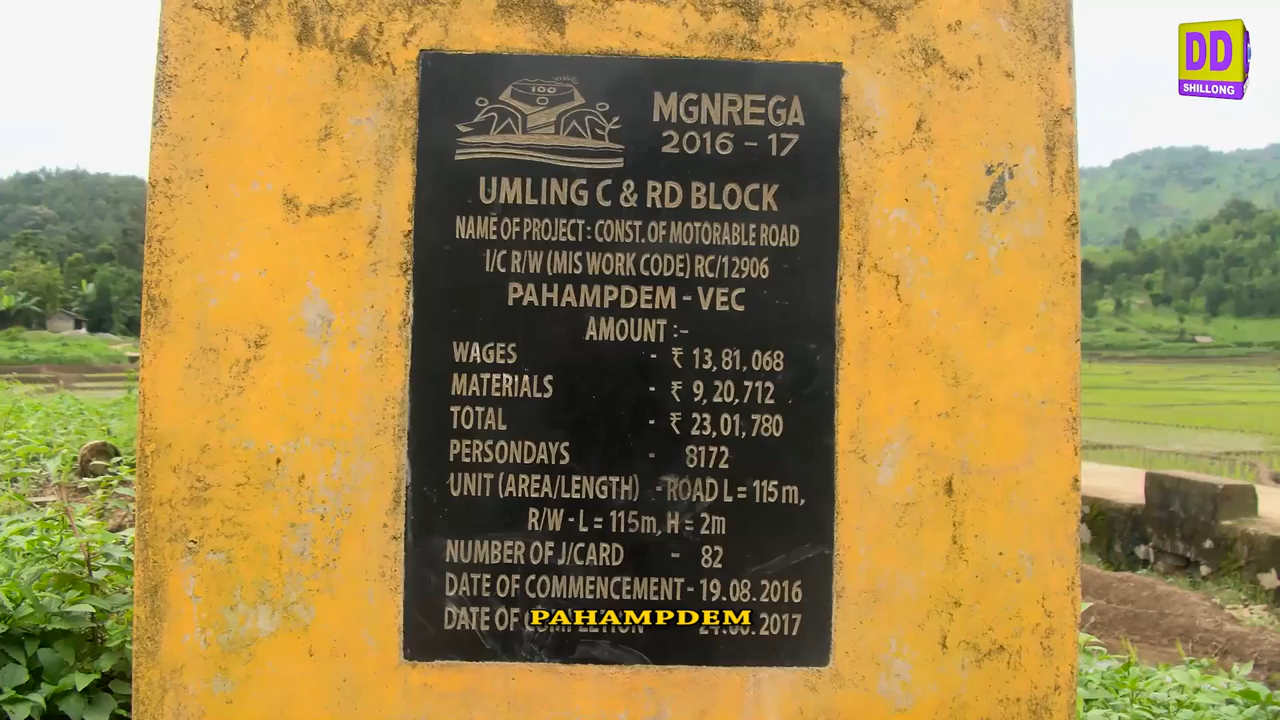 DD
SHILLONG
100
MGNREGA
2016 - 17
UMLING C & RD BLOCK
NAME OF PROJECT : CONST. OF MOTORABLE ROAD
I/C R/W (MIS WORK CODE) RC/12906
PAHAMPDEM - VEC
AMOUNT :-
WAGES - ₹ 13,81,068
MATERIALS - ₹ 9,20,712
TOTAL - ₹ 23,01,780
PERSONDAYS - 8172
UNIT (AREA/LENGTH) - ROAD L = 115m,
R/W - L = 115m, H = 2m
NUMBER OF J/CARD - 82
DATE OF COMMENCEMENT - 19.08.2016
DATE OF COMPLETION 2017
PAHAMPDEM